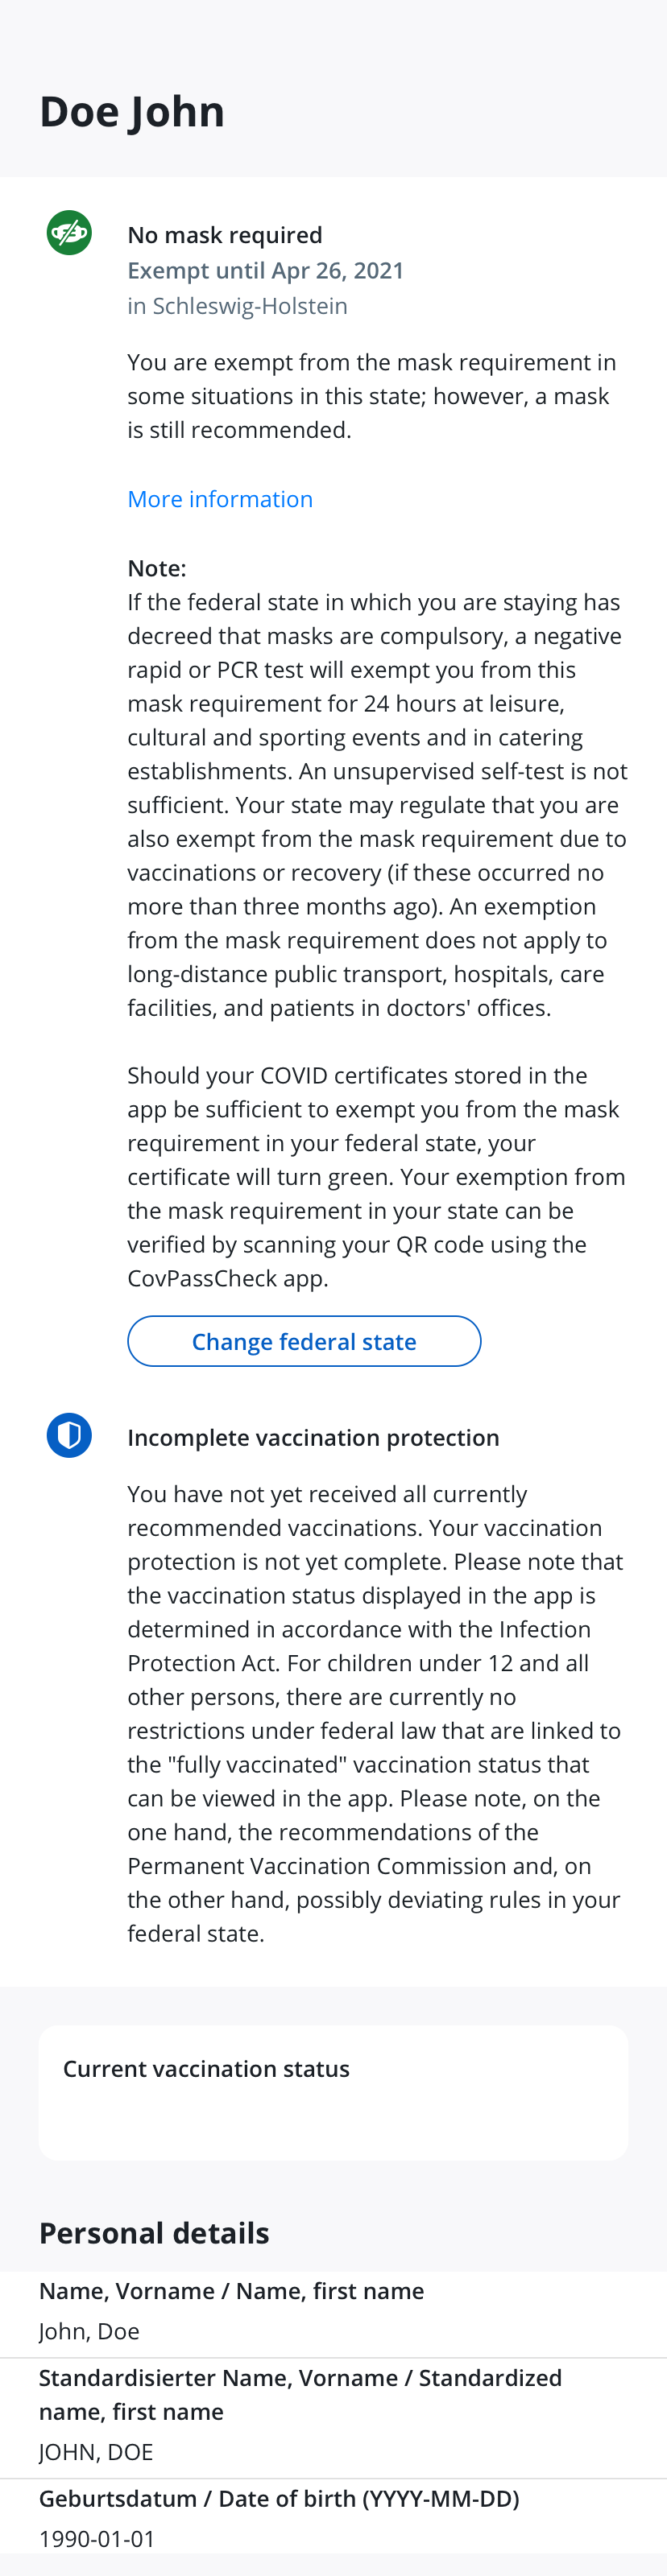 Doe John
No mask required
Exempt until Apr 26, 2021
in Schleswig-Holstein
You are exempt from the mask requirement in
some situations in this state; however, a mask
is still recommended.
More information
Note:
If the federal state in which you are staying has
decreed that masks are compulsory, a negative
rapid or PCR test will exempt you from this
mask requirement for 24 hours at leisure,
cultural and sporting events and in catering
establishments. An unsupervised self-test is not
sufficient. Your state may regulate that you are
also exempt from the mask requirement due to
vaccinations or recovery (if these occurred no
more than three months ago). An exemption
from the mask requirement does not apply to
long-distance public transport, hospitals, care
facilities, and patients in doctors' offices.
Should your COVID certificates stored in the
app be sufficient to exempt you from the mask
requirement in your federal state, your
certificate will turn green. Your exemption from
the mask requirement in your state can be
verified by scanning your QR code using the
CovPassCheck app.
Change federal state
Incomplete vaccination protection
You have not yet received all currently
recommended vaccinations. Your vaccination
protection is not yet complete. Please note that
the vaccination status displayed in the app is
determined in accordance with the Infection
Protection Act. For children under 12 and all
other persons, there are currently no
restrictions under federal law that are linked to
the "fully vaccinated" vaccination status that
can be viewed in the app. Please note, on the
one hand, the recommendations of the
Permanent Vaccination Commission and, on
the other hand, possibly deviating rules in your
federal state.
Current vaccination status
Personal details
Name, Vorname / Name, first name
John, Doe
Standardisierter Name, Vorname / Standardized
name, first name
JOHN, DOE
Geburtsdatum / Date of birth (YYYY-MM-DD)
1990-01-01